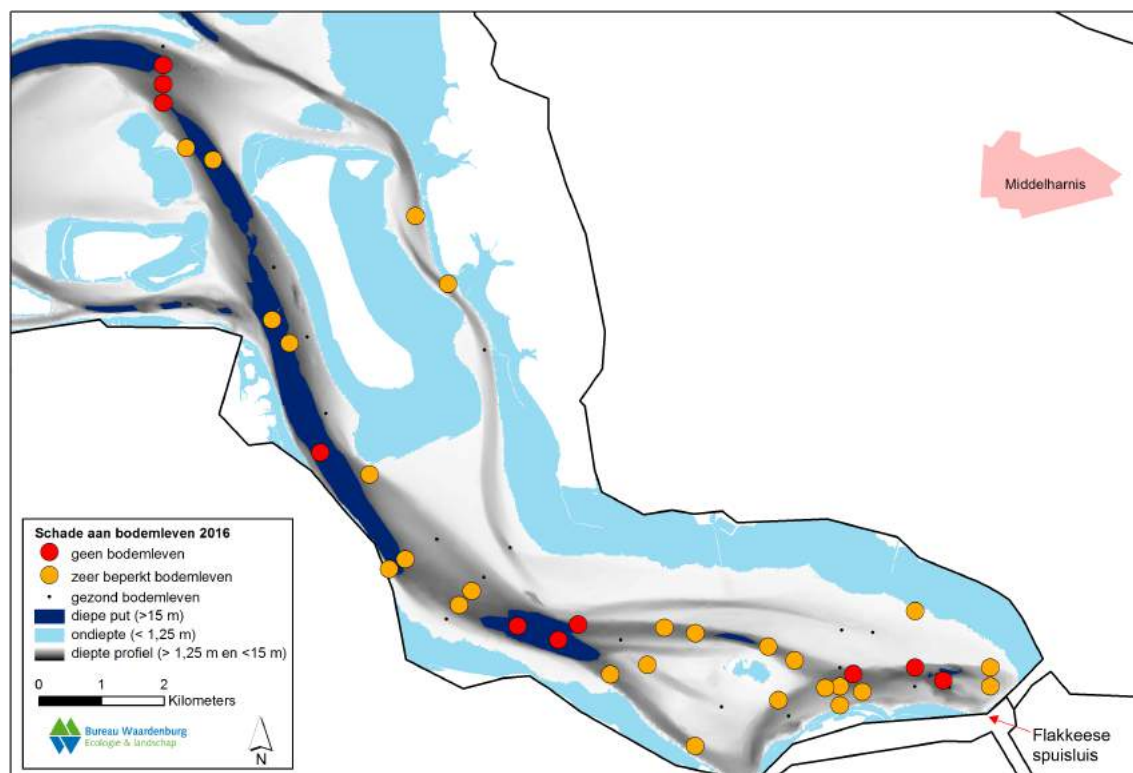 Middelharnis
Schade aan bodemleven 2016
geen bodemleven
zeer beperkt bodemleven
gezond bodemleven
diepe put (>15 m)
ondiepte (< 1,25 m)
diepte profiel (> 1,25 m en <15 m)
0 1 2
Kilometers
Bureau Waardenburg
Ecologie & landschap
N
Flakkeese
spuisluis